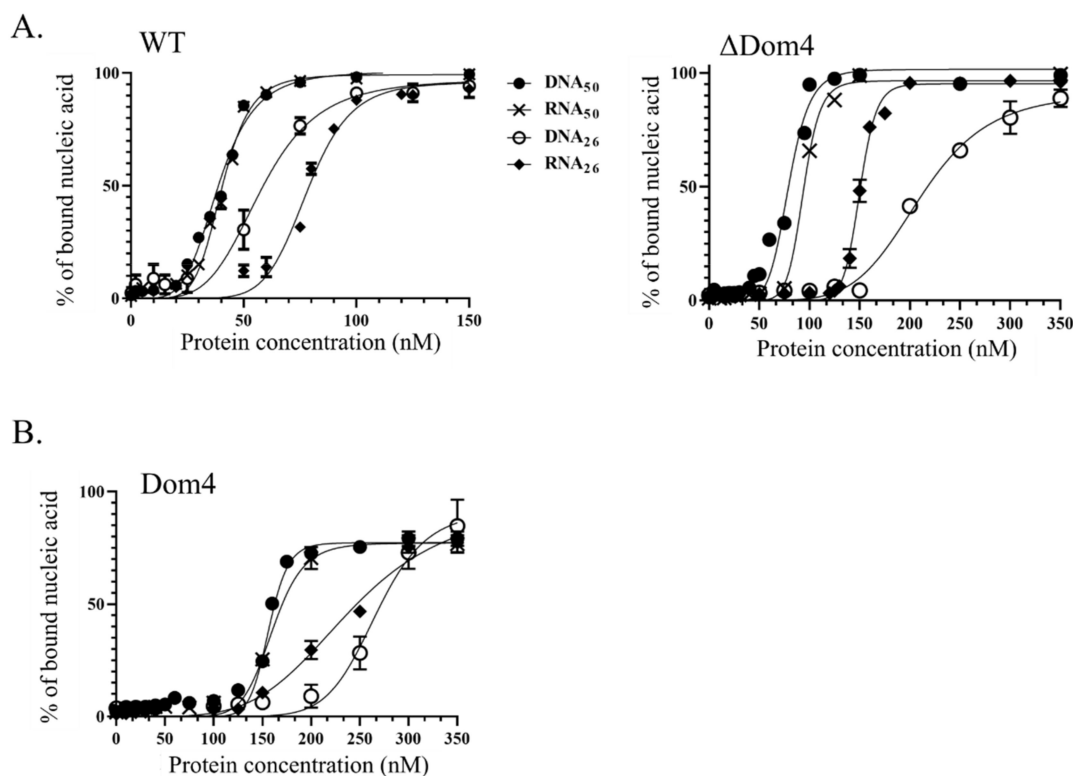 A.
WT
% of bound nucleic acid
100
50
0
0 50 100 150
Protein concentration (nM)
DNA50
RNA50
DNA26
RNA26
ΔDom4
% of bound nucleic acid
100
50
0
0 50 100 150 200 250 300 350
Protein concentration (nM)
B.
Dom4
% of bound nucleic acid
100
50
0
0 50 100 150 200 250 300 350
Protein concentration (nM)